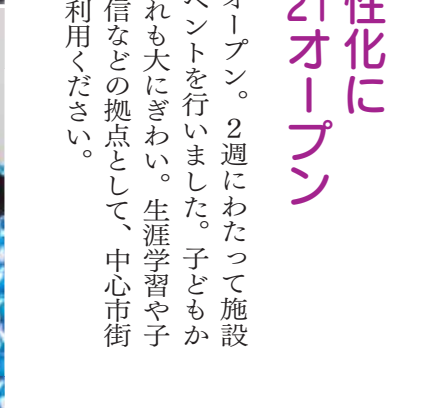 性化に
21オープン
オープン。２週にわたって施設
ベントを行いました。子どもか
れも大にぎわい。生涯学習や子
信などの拠点として、中心市街
利用ください。